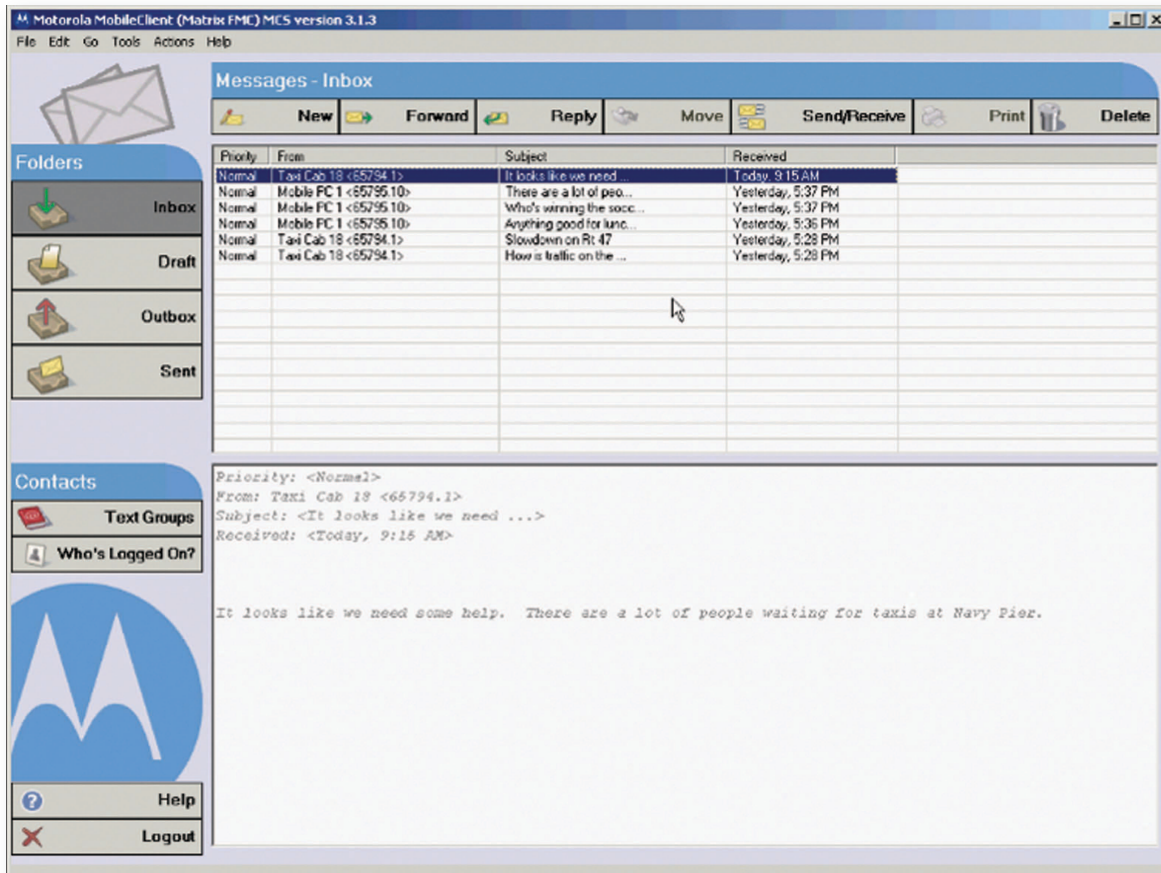 Motorola MobileClient (Matrix FMC) MCS version 3.1.3
File Edit Go Tools Actions Help
Messages - Inbox
New Forward Reply Move Send/Receive Print Delete
Folders
Inbox
Draft
Outbox
Sent
Priority From Subject Received
Normal Taxi Cab 18 <65794.1> It looks like we need ... Today, 9:15 AM
Normal Mobile PC 1 <65795.10> There are a lot of peo... Yesterday, 5:37 PM
Normal Mobile PC 1 <65795.10> Who's winning the socc... Yesterday, 5:37 PM
Normal Mobile PC 1 <65795.10> Anything good for lunc... Yesterday, 5:36 PM
Normal Taxi Cab 18 <65794.1> Slowdown on Rt 47 Yesterday, 5:28 PM
Normal Taxi Cab 18 <65794.1> How is traffic on the ... Yesterday, 5:28 PM
Contacts
Text Groups
Who's Logged On?
Help
Logout
Priority: <Normal>
From: Taxi Cab 18 <65794.1>
Subject: <It looks like we need ...>
Received: <Today, 9:15 AM>
It looks like we need some help. There are a lot of people waiting for taxis at Navy Pier.